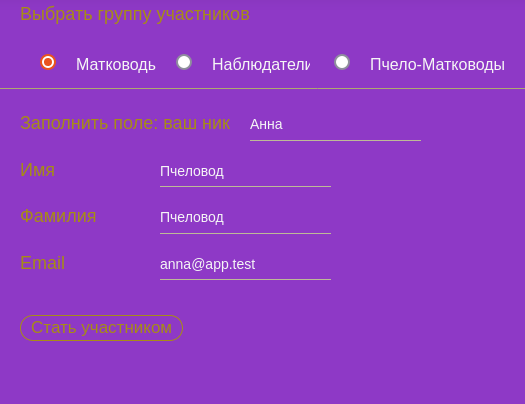 Выбрать группу участников
Матководь Наблюдатели Пчело-Матководы
Заполнить поле: ваш ник Анна
Имя Пчеловод
Фамилия Пчеловод
Email anna@app.test
Стать участником